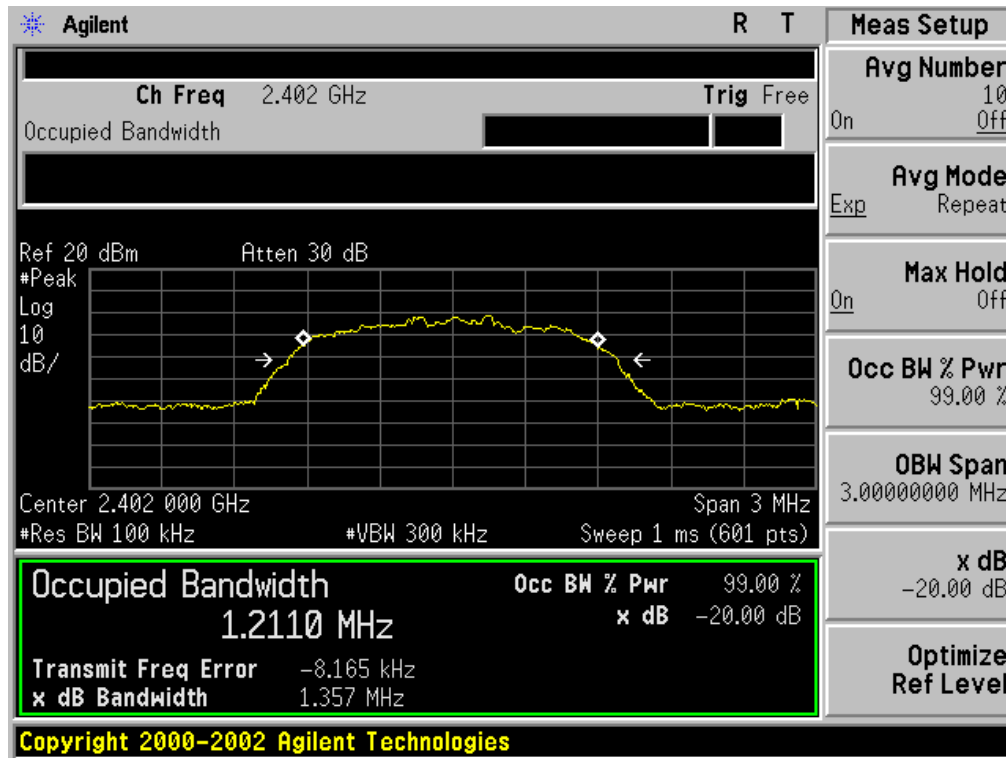 Agilent R T
Ch Freq 2.402 GHz Trig Free
Occupied Bandwidth
Ref 20 dBm Atten 30 dB
#Peak
Log
10
dB/
Center 2.402 000 GHz Span 3 MHz
#Res BW 100 kHz #VBW 300 kHz Sweep 1 ms (601 pts)
Occupied Bandwidth Occ BW % Pwr 99.00 %
1.2110 MHz x dB -20.00 dB
Transmit Freq Error -8.165 kHz
x dB Bandwidth 1.357 MHz
Copyright 2000-2002 Agilent Technologies
Meas Setup
Avg Number
10
On Off
Avg Mode
Exp Repeat
Max Hold
On Off
Occ BW % Pwr
99.00 %
OBW Span
3.00000000 MHz
x dB
-20.00 dB
Optimize
Ref Level